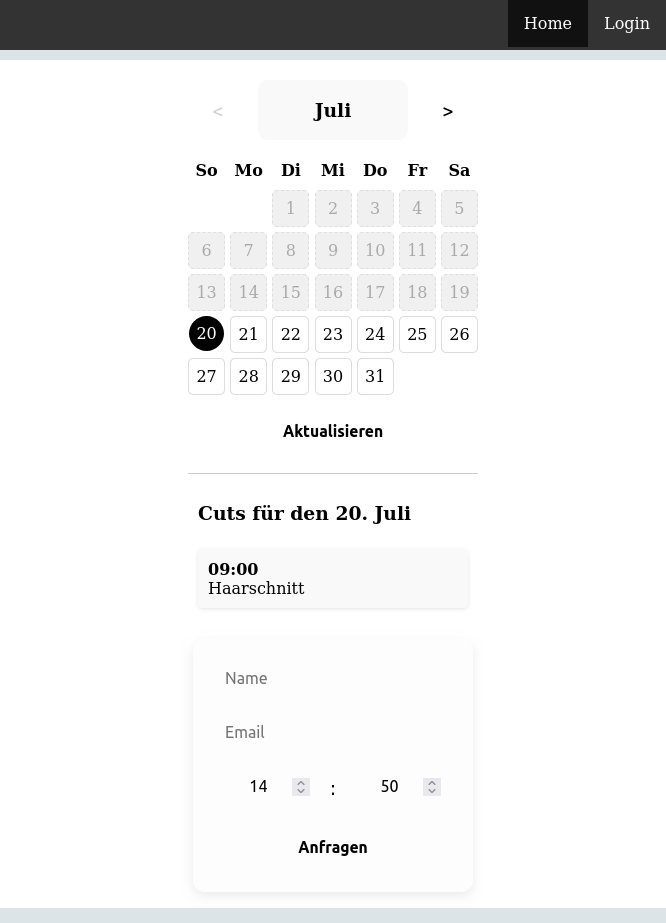 Home Login
< Juli >
So Mo Di Mi Do Fr Sa
1 2 3 4 5
6 7 8 9 10 11 12
13 14 15 16 17 18 19
20 21 22 23 24 25 26
27 28 29 30 31
Aktualisieren
Cuts für den 20. Juli
09:00
Haarschnitt
Name
Email
14 : 50
Anfragen